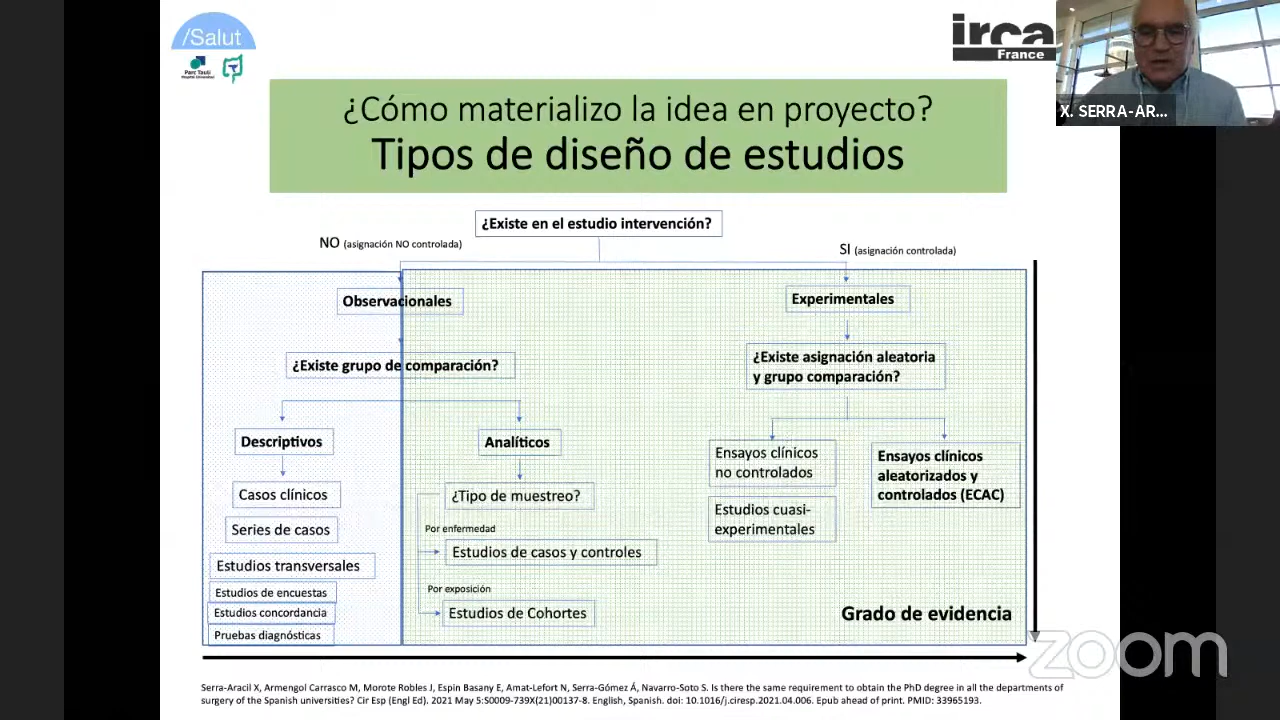 /Salut
Parc Taulí
irca
France
X. SERRA-AR...
¿Cómo materializo la idea en proyecto?
Tipos de diseño de estudios
¿Existe en el estudio intervención?
NO (asignación NO controlada)
SI (asignación controlada)
Observacionales
Experimentales
¿Existe grupo de comparación?
¿Existe asignación aleatoria
y grupo comparación?
Descriptivos
Analíticos
Ensayos clínicos
no controlados
Ensayos clínicos
aleatorizados y
controlados (ECAC)
Casos clínicos
¿Tipo de muestreo?
Estudios cuasi-
experimentales
Series de casos
Por enfermedad
Estudios de casos y controles
Estudios transversales
Estudios de encuestas
Por exposición
Estudios concordancia
Estudios de Cohortes
Pruebas diagnósticas
Grado de evidencia
zoom
Serra-Aracil X, Armengol Carrasco M, Morote Robles J, Espin Basany E, Amat-Lefort N, Serra-Gómez Á, Navarro-Soto S. Is there the same requirement to obtain the PhD degree in all the departments of
surgery of the Spanish universities? Cir Esp (Engl Ed). 2021 May 5:S0009-739X(21)00137-8. English, Spanish. doi: 10.1016/j.ciresp.2021.04.006. Epub ahead of print. PMID: 33965193.